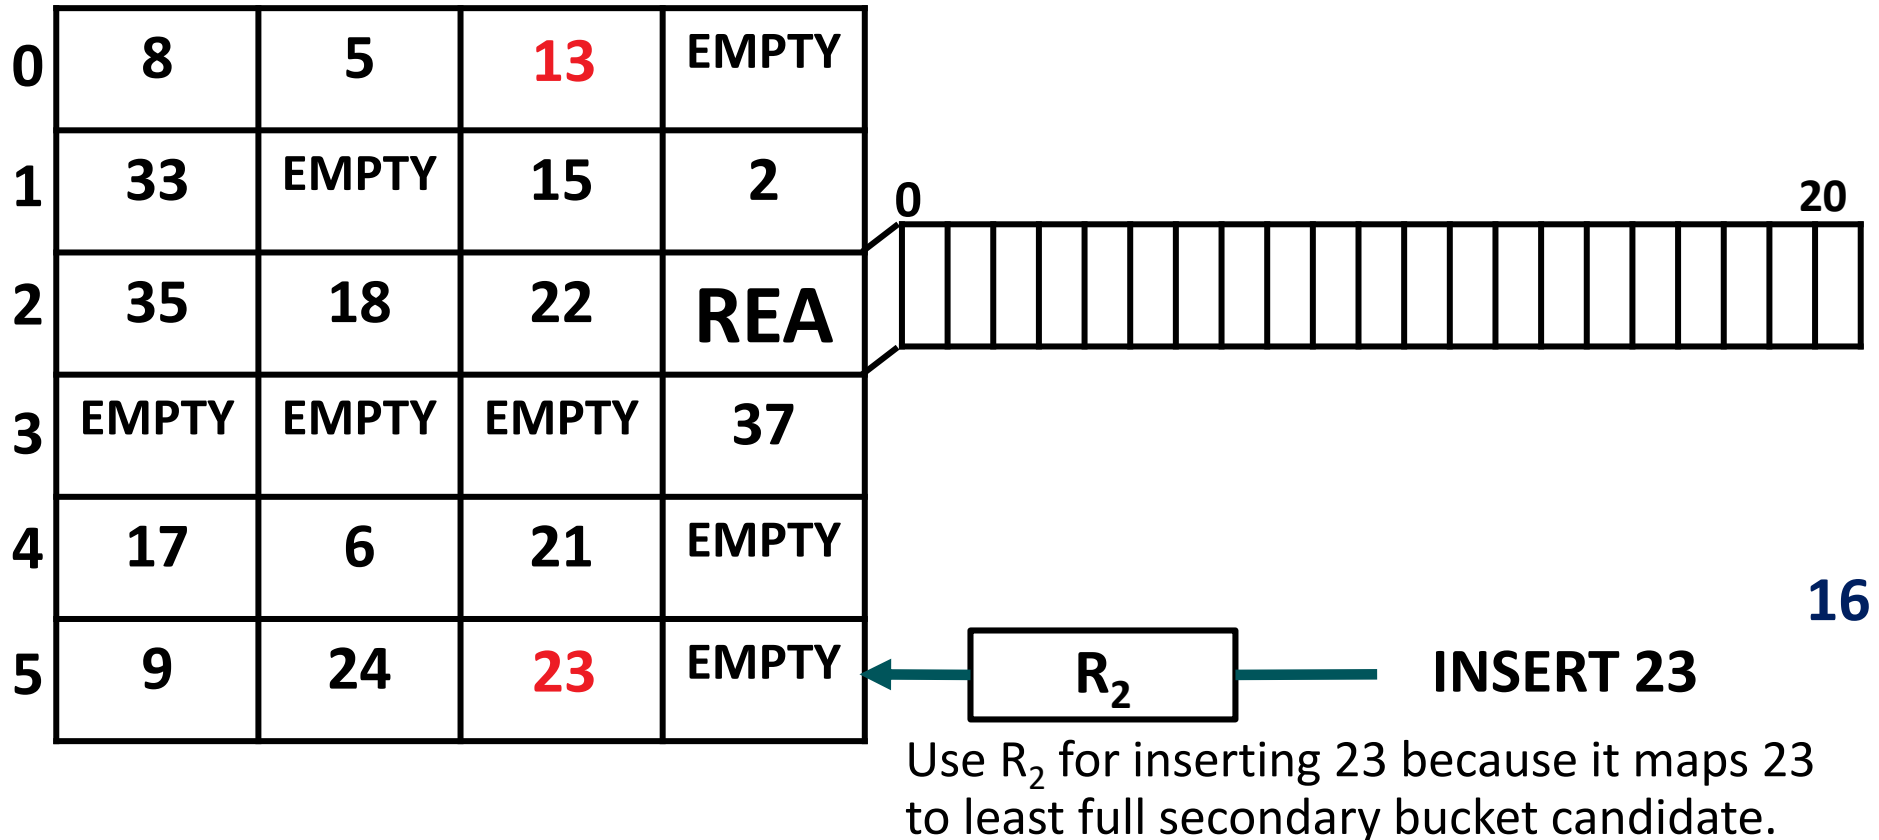 0 8 5 13 EMPTY
1 33 EMPTY 15 2
0 20
2 35 18 22 REA
3 EMPTY EMPTY EMPTY 37
4 17 6 21 EMPTY
16
5 9 24 23 EMPTY R₂ INSERT 23
Use R₂ for inserting 23 because it maps 23
to least full secondary bucket candidate.